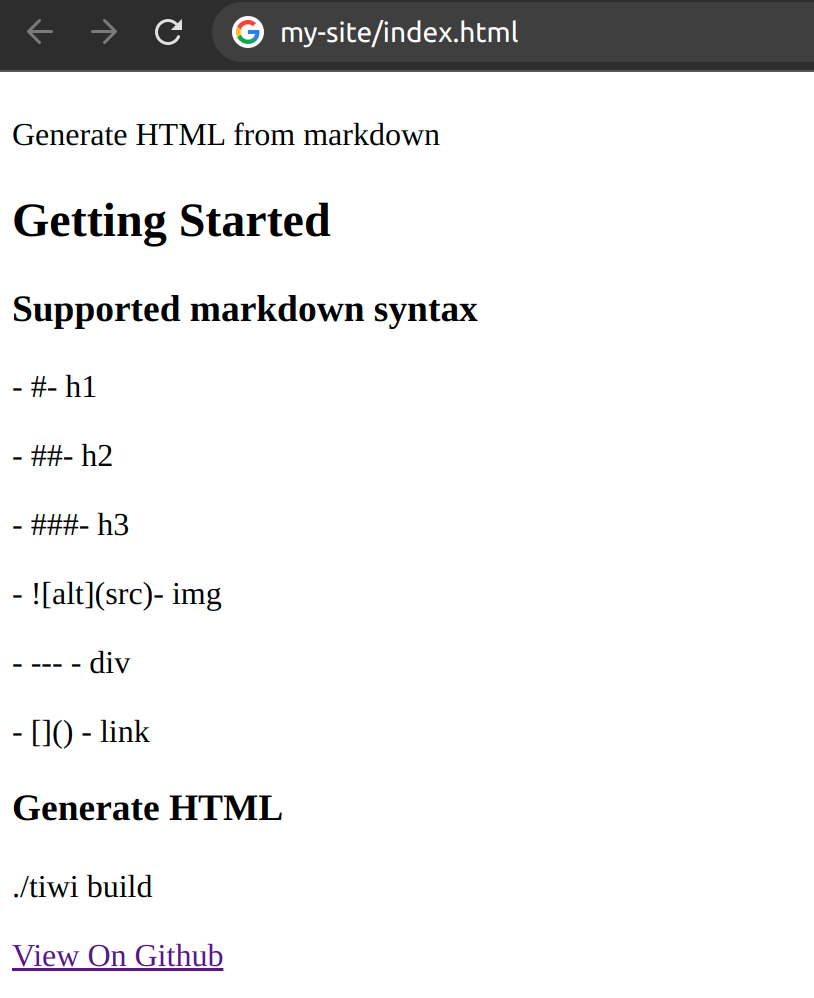 my-site/index.html
Generate HTML from markdown
Getting Started
Supported markdown syntax
- #- h1
- ##- h2
- ###- h3
- ![alt](src)- img
- --- - div
- []() - link
Generate HTML
./tiwi build
View On Github